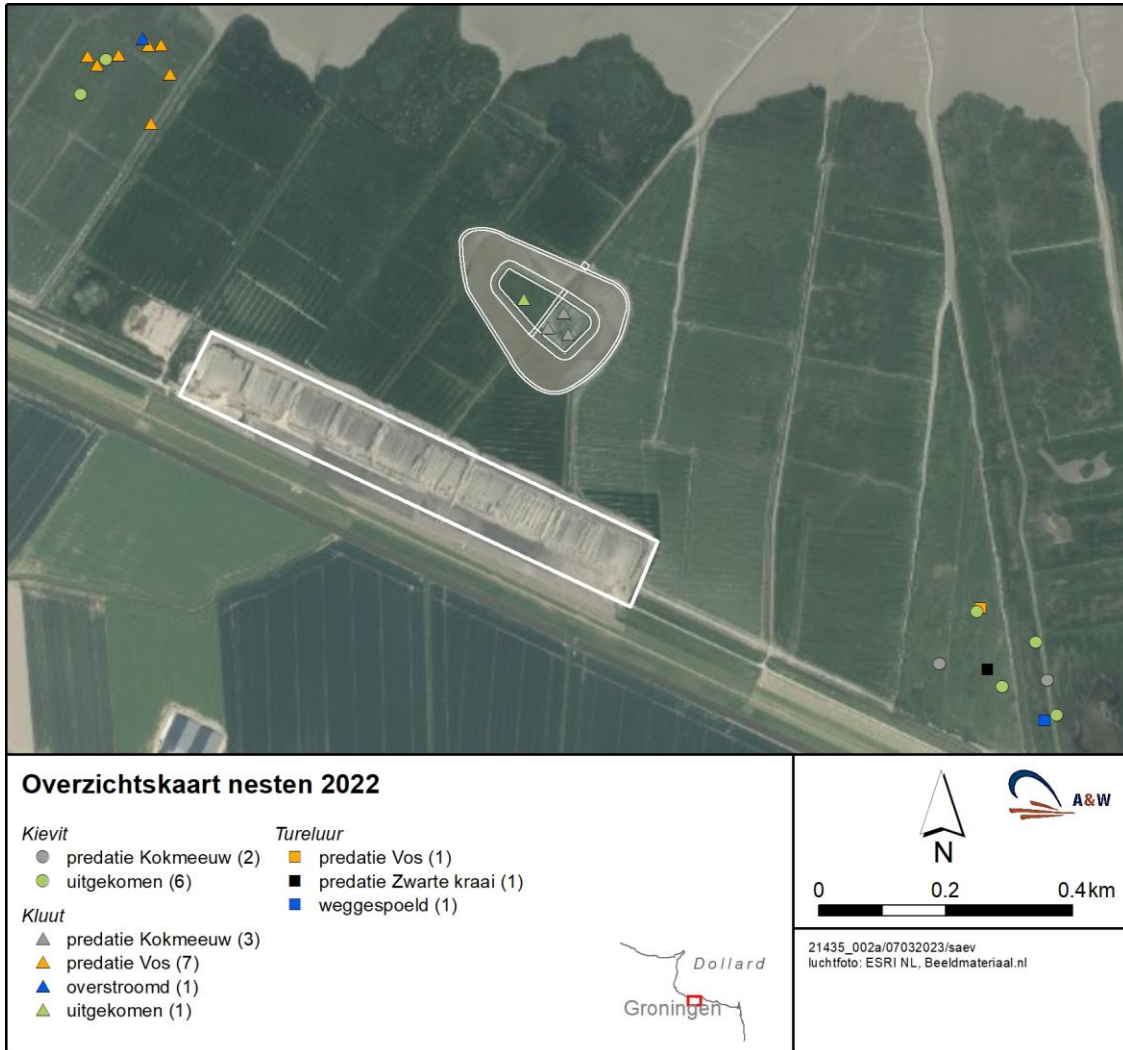 Overzichtskaart nesten 2022
Kievit
predatie Kokmeeuw (2)
uitgekomen (6)
Kluut
predatie Kokmeeuw (3)
predatie Vos (7)
overstroomd (1)
uitgekomen (1)
Tureluur
predatie Vos (1)
predatie Zwarte kraai (1)
weggespoeld (1)
Dollard
Groningen
N
A&W
0 0.2 0.4 km
21435_002a/07032023/saev
luchtfoto: ESRI NL, Beeldmateriaal.nl